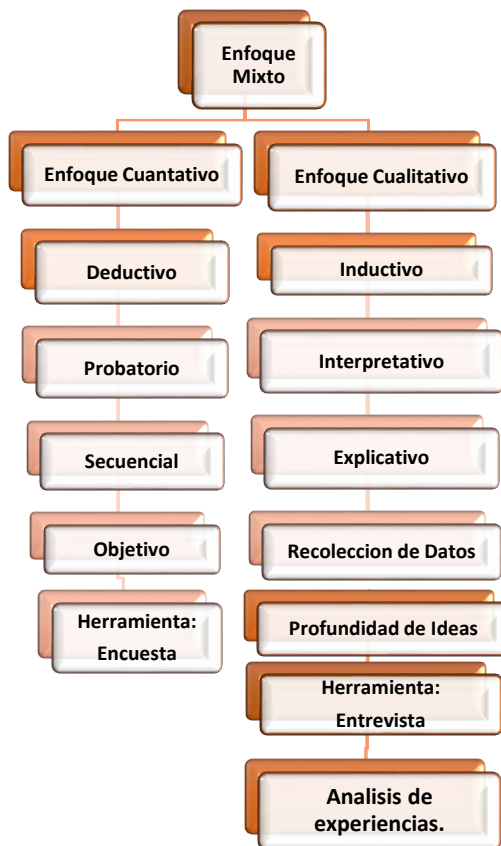 Enfoque
Mixto
Enfoque Cuantativo
Deductivo
Probatorio
Secuencial
Objetivo
Herramienta:
Encuesta
Enfoque Cualitativo
Inductivo
Interpretativo
Explicativo
Recoleccion de Datos
Profundidad de Ideas
Herramienta:
Entrevista
Analisis de
experiencias.